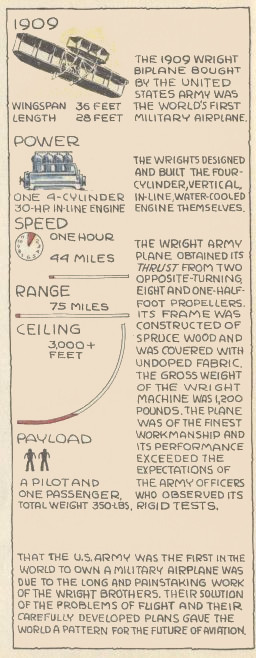 1909
THE 1909 WRIGHT
BIPLANE BOUGHT
BY THE UNITED
STATES ARMY WAS
THE WORLD'S FIRST
MILITARY AIRPLANE.
WINGSPAN 36 FEET
LENGTH 28 FEET
POWER
THE WRIGHTS DESIGNED
AND BUILT THE FOUR-
CYLINDER, VERTICAL,
IN-LINE, WATER-COOLED
ENGINE THEMSELVES.
ONE 4-CYLINDER
30-HP. IN-LINE ENGINE
SPEED
ONE HOUR
44 MILES
RANGE
75 MILES
CEILING
3,000+
FEET
THE WRIGHT ARMY
PLANE OBTAINED ITS
THRUST FROM TWO
OPPOSITE-TURNING,
EIGHT AND ONE-HALF-
FOOT PROPELLERS.
ITS FRAME WAS
CONSTRUCTED OF
SPRUCE WOOD AND
WAS COVERED WITH
UNDOPED FABRIC.
THE GROSS WEIGHT
OF THE WRIGHT
MACHINE WAS 1,200
POUNDS. THE PLANE
WAS OF THE FINEST
WORKMANSHIP AND
ITS PERFORMANCE
EXCEEDED THE
EXPECTATIONS OF
THE ARMY OFFICERS
WHO OBSERVED ITS
RIGID TESTS.
PAYLOAD
A PILOT AND
ONE PASSENGER,
TOTAL WEIGHT 350 LBS.
THAT THE U.S. ARMY WAS THE FIRST IN THE
WORLD TO OWN A MILITARY AIRPLANE WAS
DUE TO THE LONG AND PAINSTAKING WORK
OF THE WRIGHT BROTHERS. THEIR SOLUTION
OF THE PROBLEMS OF FLIGHT AND THEIR
CAREFULLY DEVELOPED PLANS GAVE THE
WORLD A PATTERN FOR THE FUTURE OF AVIATION.